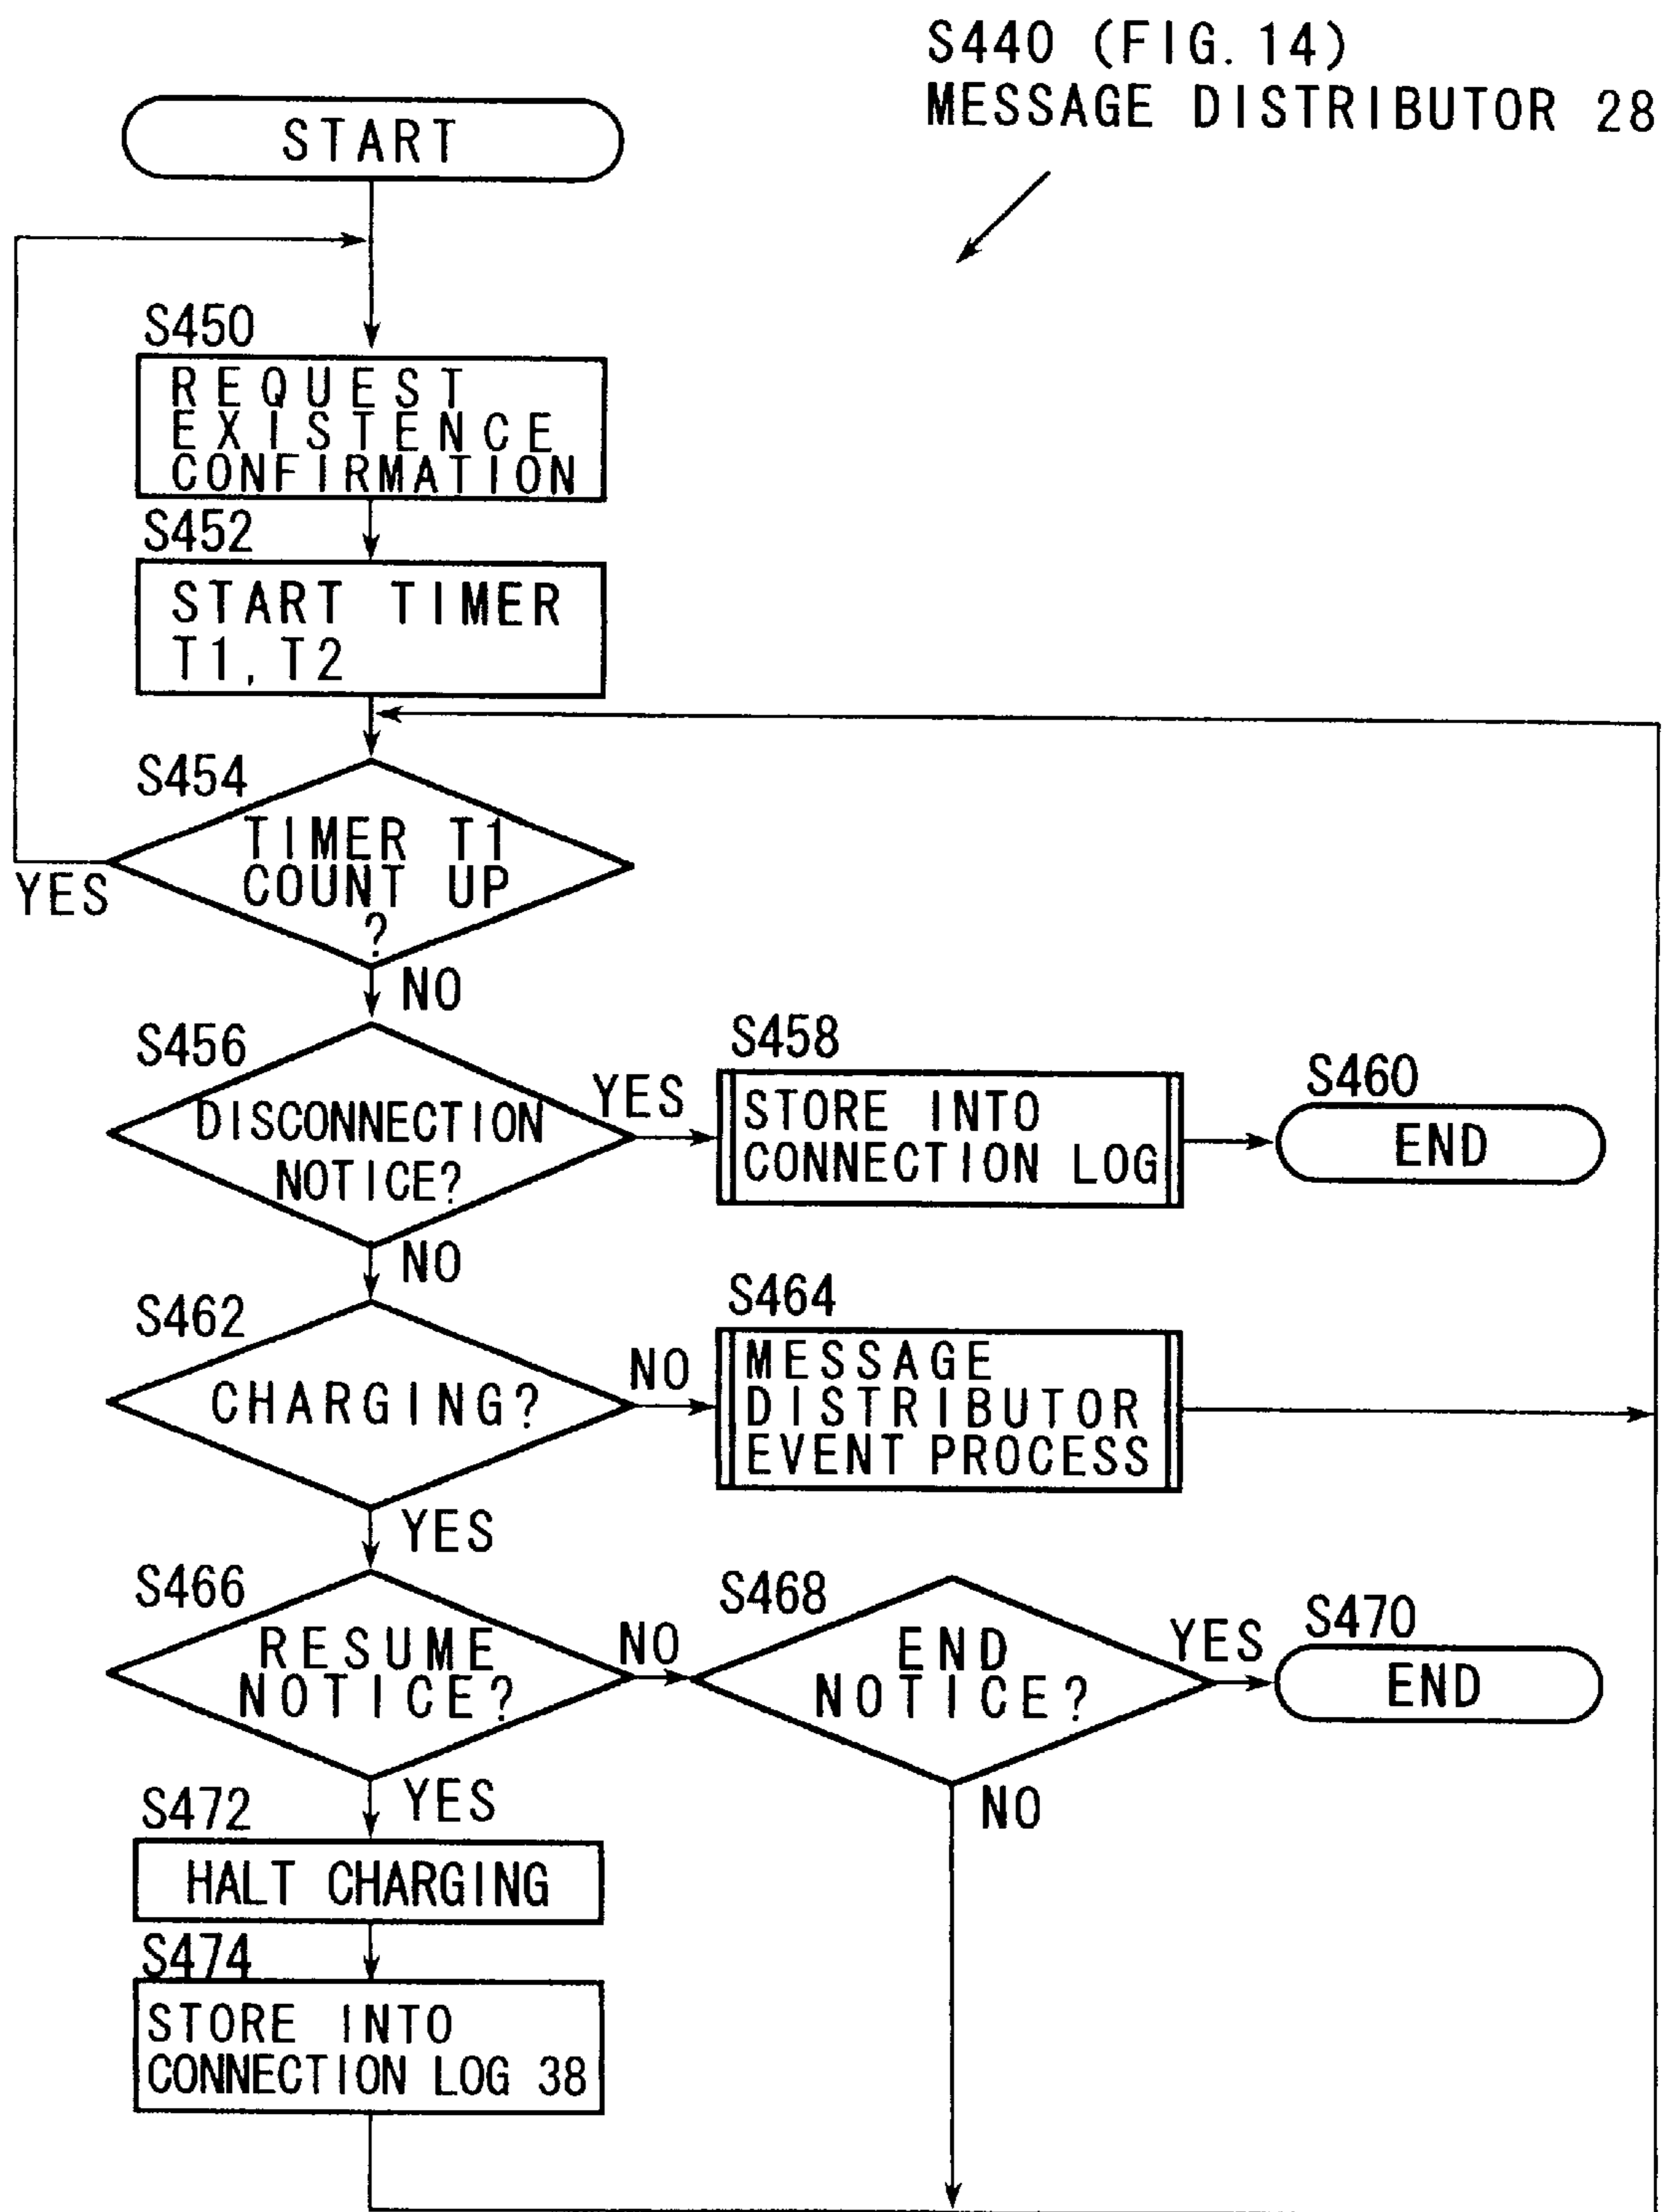 S440 (FIG. 14)
MESSAGE DISTRIBUTOR 28
START
S450
REQUEST
EXISTENCE
CONFIRMATION
S452
START TIMER
T1, T2
S454
TIMER T1
COUNT UP
?
YES
NO
S456
DISCONNECTION
NOTICE?
YES
S458
STORE INTO
CONNECTION LOG
S460
END
NO
S462
CHARGING?
NO
S464
MESSAGE
DISTRIBUTOR
EVENT PROCESS
YES
S466
RESUME
NOTICE?
NO
S468
END
NOTICE?
YES
S470
END
YES
NO
S472
HALT CHARGING
S474
STORE INTO
CONNECTION LOG 38